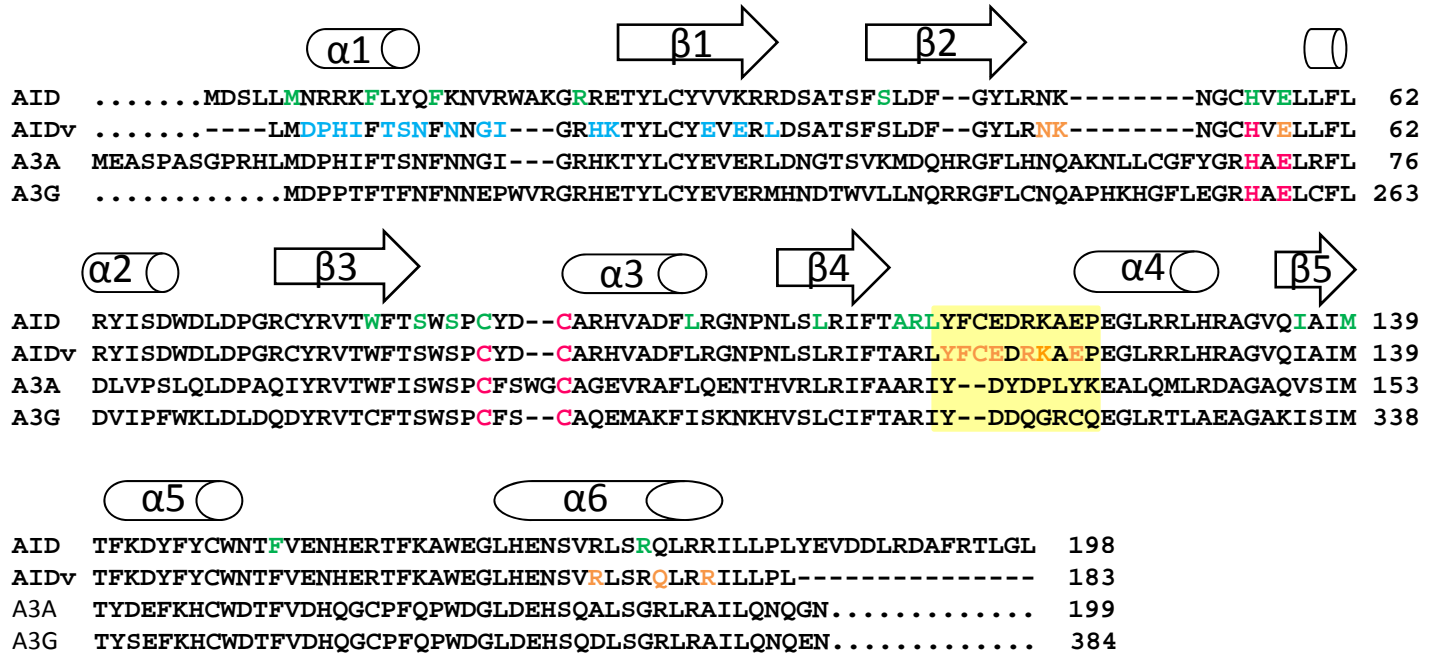 α1 β1 β2
AID .......MDSLLMNRRKFLYQFKNVRWAKGRRETYLCYVVKRRDSATSFSLDF--GYLRNK--------NGCHVELLFL 62
AIDv .......----LMDPHIFTSNFNNGI---GRHKTYLCYEVERLDSATSFSLDF--GYLRNK--------NGCHVELLFL 62
A3A MEASPASGPRHLMDPHIFTSNFNNGI---GRHKTYLCYEVERLDNGTSVKMDQHRGFLHNQAKNLLCGFYGRHAELRFL 76
A3G ............MDPPTFTFNFNNEPWVRGRHETYLCYEVERMHNDTWVLLNQRRGFLCNQAPHKHGFLEGRHAELCFL 263
α2 β3 α3 β4 α4 β5
AID RYISDWDLDPGRCYRVTWFTSWSPCYD--CARHVADFLRGNPNLSLRIFTARLYFCEDRKAEPEGLRRLHRAGVQIAIM 139
AIDv RYISDWDLDPGRCYRVTWFTSWSPCYD--CARHVADFLRGNPNLSLRIFTARLYFCEDRKAEPEGLRRLHRAGVQIAIM 139
A3A DLVPSLQLDPAQIYRVTWFISWSPCFSWGCAGEVRAFLQENTHVRLRIFAARIY--DYDPLYKEALQMLRDAGAQVSIM 153
A3G DVIPFWKLDLDQDYRVTCFTSWSPCFS--CAQEMAKFISKNKHVSLCIFTARIY--DDQGRCQEGLRTLAEAGAKISIM 338
α5 α6
AID TFKDYFYCWNTFVENHERTFKAWEGLHENSVRLSRQLRRILLPLYEVDDLRDAFRTLGL 198
AIDv TFKDYFYCWNTFVENHERTFKAWEGLHENSVRLSRQLRRILLPL--------------- 183
A3A TYDEFKHCWDTFVDHQGCPFQPWDGLDEHSQALSGRLRAILQNQGN............. 199
A3G TYSEFKHCWDTFVDHQGCPFQPWDGLDEHSQDLSGRLRAILQNQEN............. 384